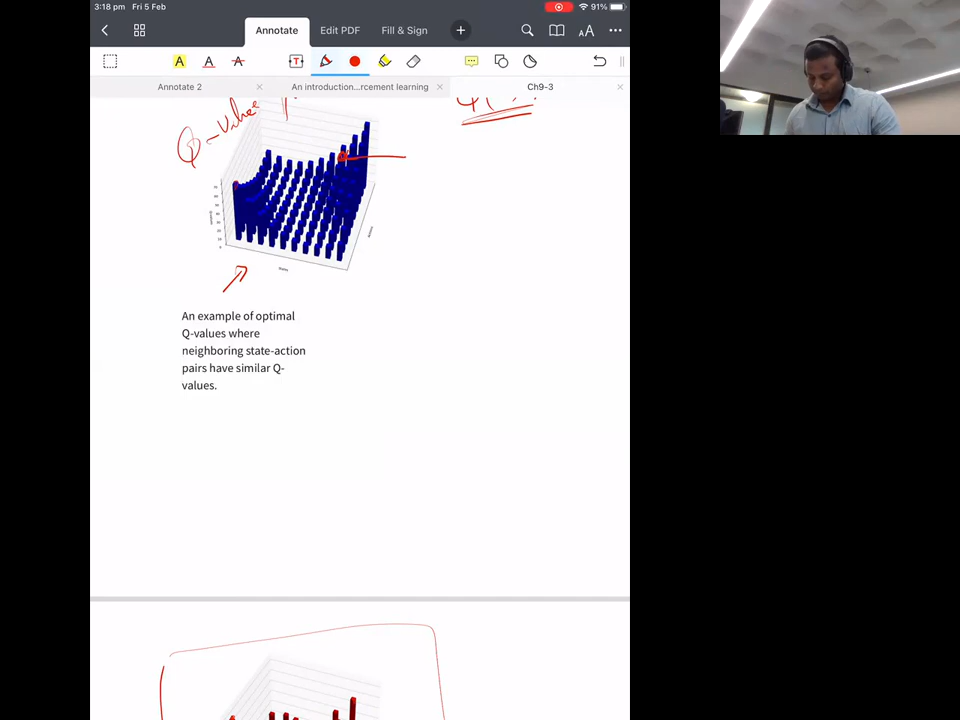 3:18 pm Fri 5 Feb
91%
Annotate
Edit PDF
Fill & Sign
Annotate 2
An introduction...rcement learning
Ch9-3
Q-value
An example of optimal
Q-values where
neighboring state-action
pairs have similar Q-
values.